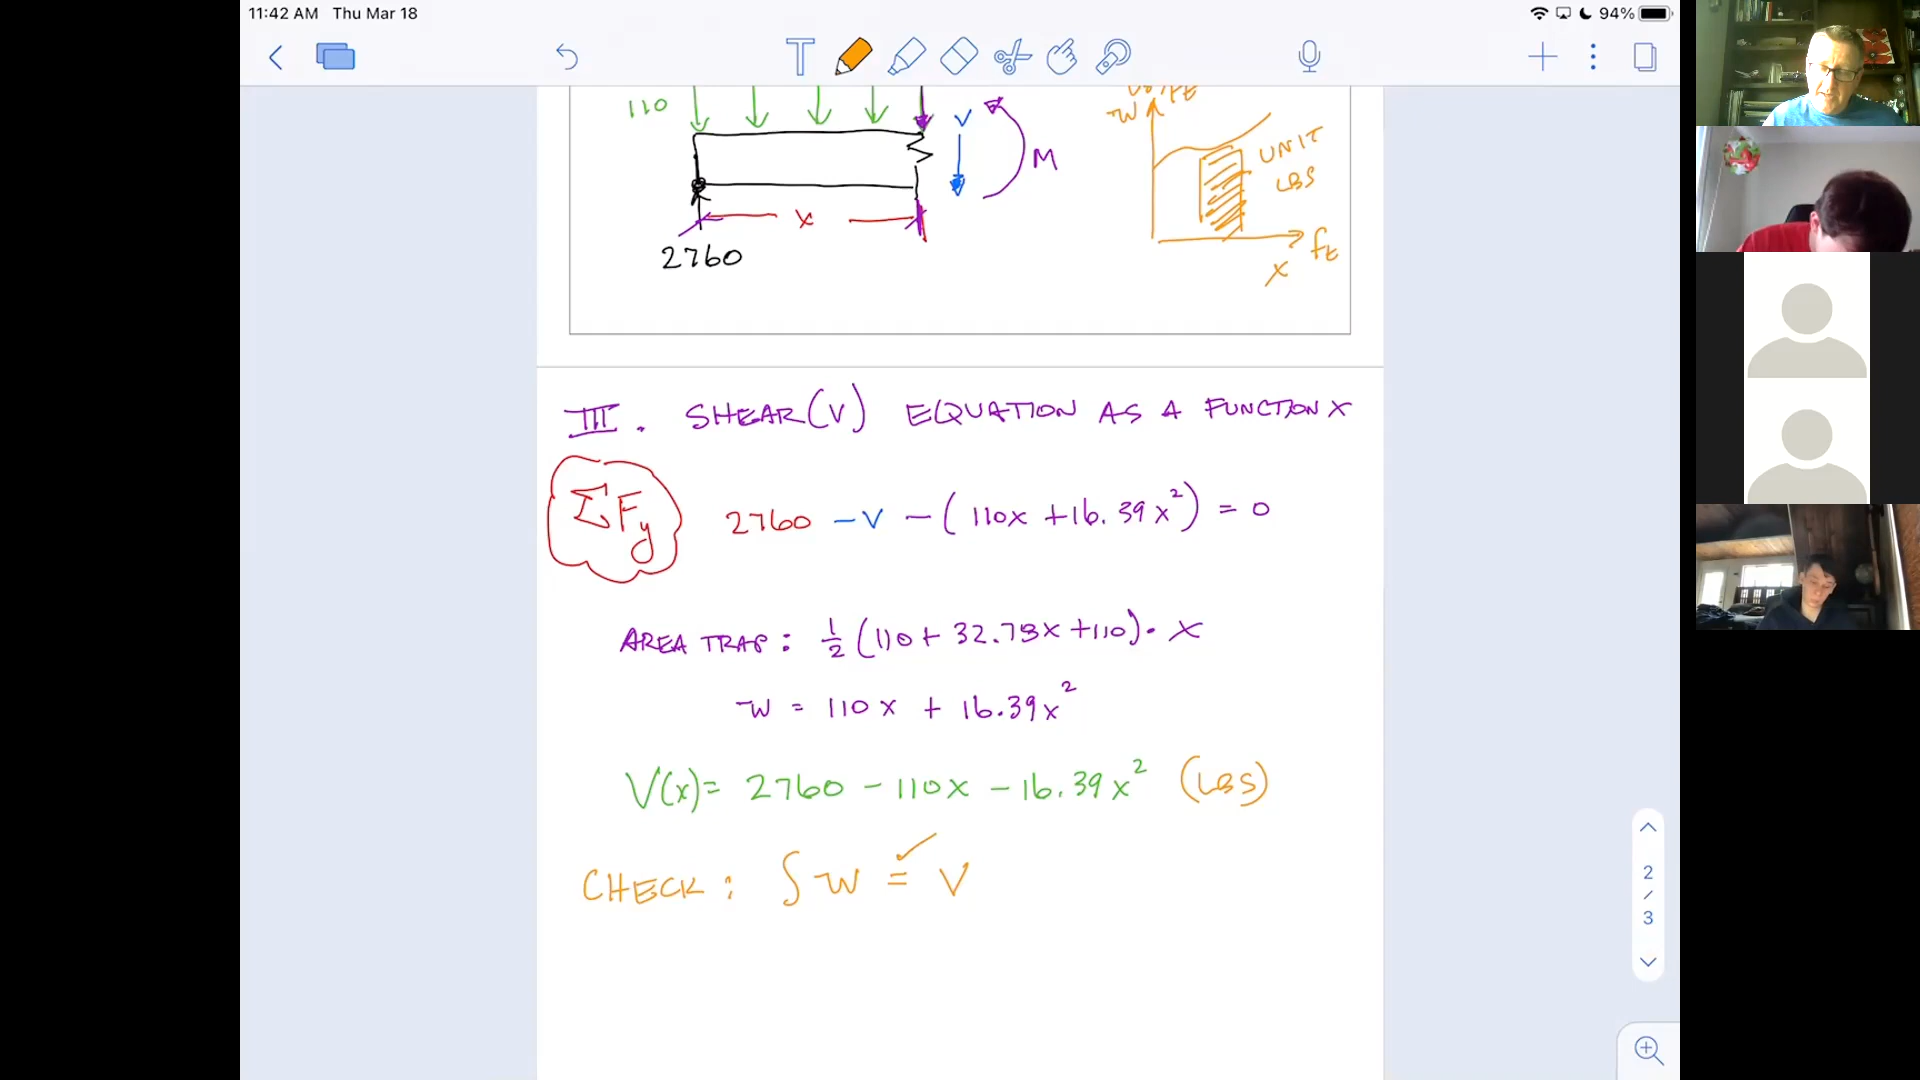 11:42 AM Thu Mar 18
94%
T
110
V
M
x
2760
w
UNIT
LBS
ft
x
III. SHEAR(V) EQUATION AS A FUNCTION X
ΣFy 2760 - V - (110x + 16.39x²) = 0
AREA TRAP: ½(110 + 32.78x + 110) · x
w = 110x + 16.39x²
V(x) = 2760 - 110x - 16.39x² (LBS)
CHECK: ∫ w = V
2
/
3